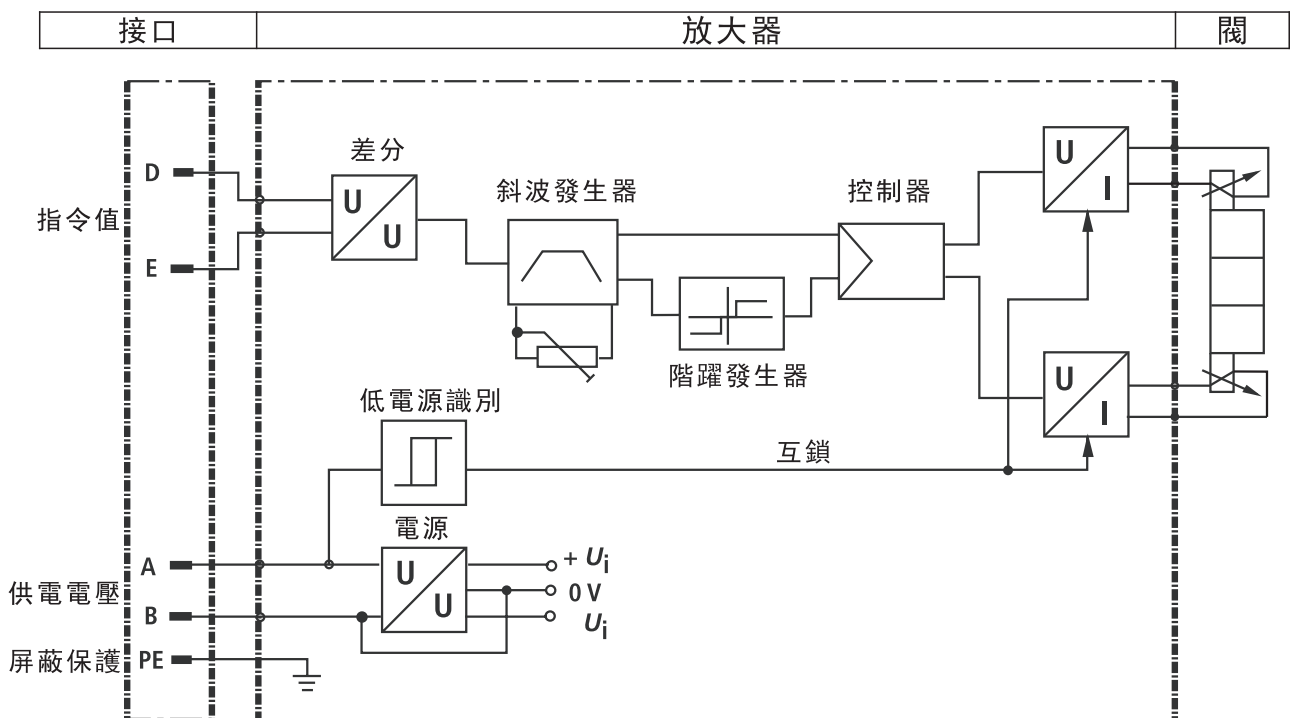 接口
放大器
閥
指令值
D
E
差分
U
U
斜波發生器
階躍發生器
控制器
U
I
U
I
低電源識別
互鎖
電源
U
U
+ Ui
0 V
Ui
供電電壓
A
B
屏蔽保護
PE